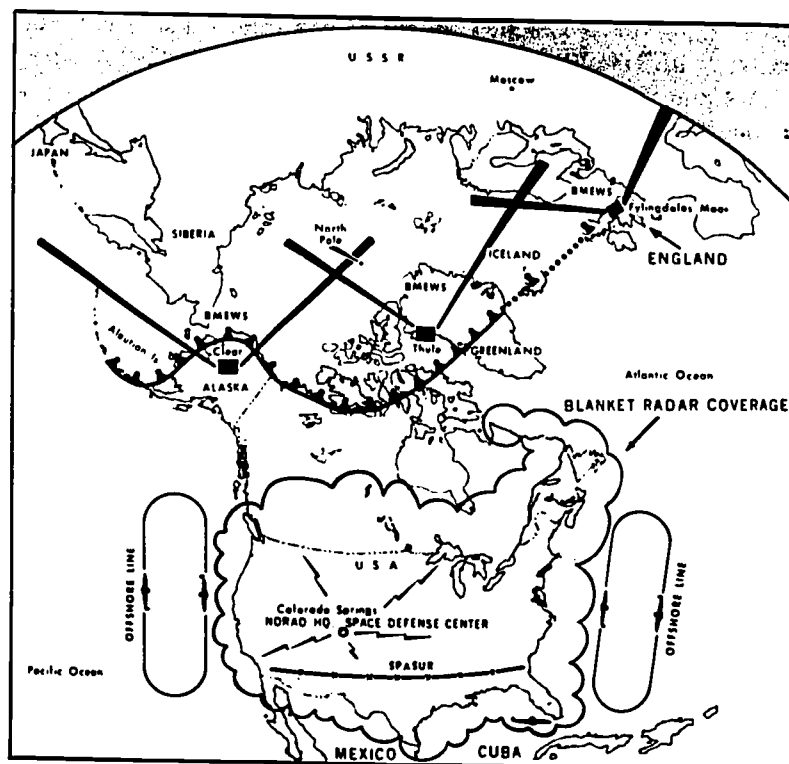 U S S R
Moscow
JAPAN
BMEWS
Fylingdales Moor
North
Pole
SIBERIA
ICELAND
ENGLAND
BMEWS
BMEWS
Aleutian Is
Clear
Thule
GREENLAND
ALASKA
Atlantic Ocean
BLANKET RADAR COVERAGE
U S A
OFFSHORE LINE
Colorado Springs
NORAD HQ. SPACE DEFENSE CENTER
OFFSHORE LINE
SPASUR
Pacific Ocean
MEXICO
CUBA